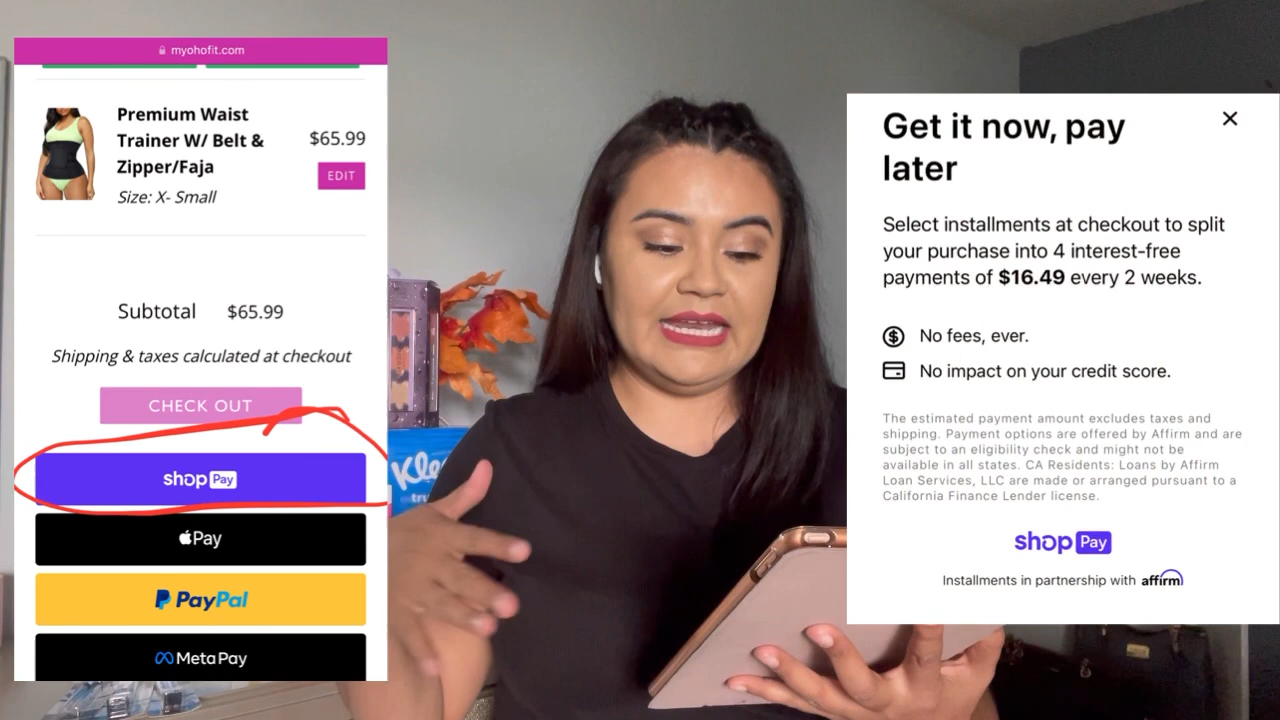 myohofit.com
Premium Waist
Trainer W/ Belt &
Zipper/Faja
$65.99
EDIT
Size: X- Small
Subtotal $65.99
Shipping & taxes calculated at checkout
CHECK OUT
shop Pay
Pay
PayPal
Meta Pay
Klee
tru
Get it now, pay
later
Select installments at checkout to split
your purchase into 4 interest-free
payments of $16.49 every 2 weeks.
No fees, ever.
No impact on your credit score.
The estimated payment amount excludes taxes and
shipping. Payment options are offered by Affirm and are
subject to an eligibility check and might not be
available in all states. CA Residents: Loans by Affirm
Loan Services, LLC are made or arranged pursuant to a
California Finance Lender license.
shop Pay
Installments in partnership with affirm